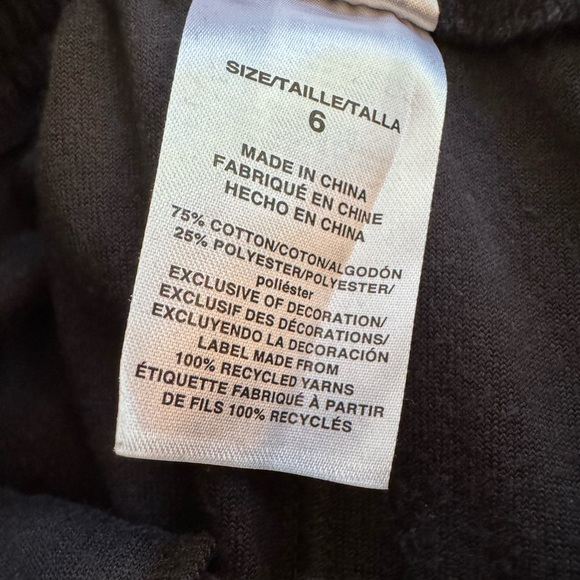 SIZE/TAILLE/TALLA
6
MADE IN CHINA
FABRIQUÉ EN CHINE
HECHO EN CHINA
75% COTTON/COTON/ALGODÓN
25% POLYESTER/POLYESTER/
poliéster
EXCLUSIVE OF DECORATION/
EXCLUSIF DES DÉCORATIONS/
EXCLUYENDO LA DECORACIÓN
LABEL MADE FROM
100% RECYCLED YARNS
ÉTIQUETTE FABRIQUÉ À PARTIR
DE FILS 100% RECYCLÉS